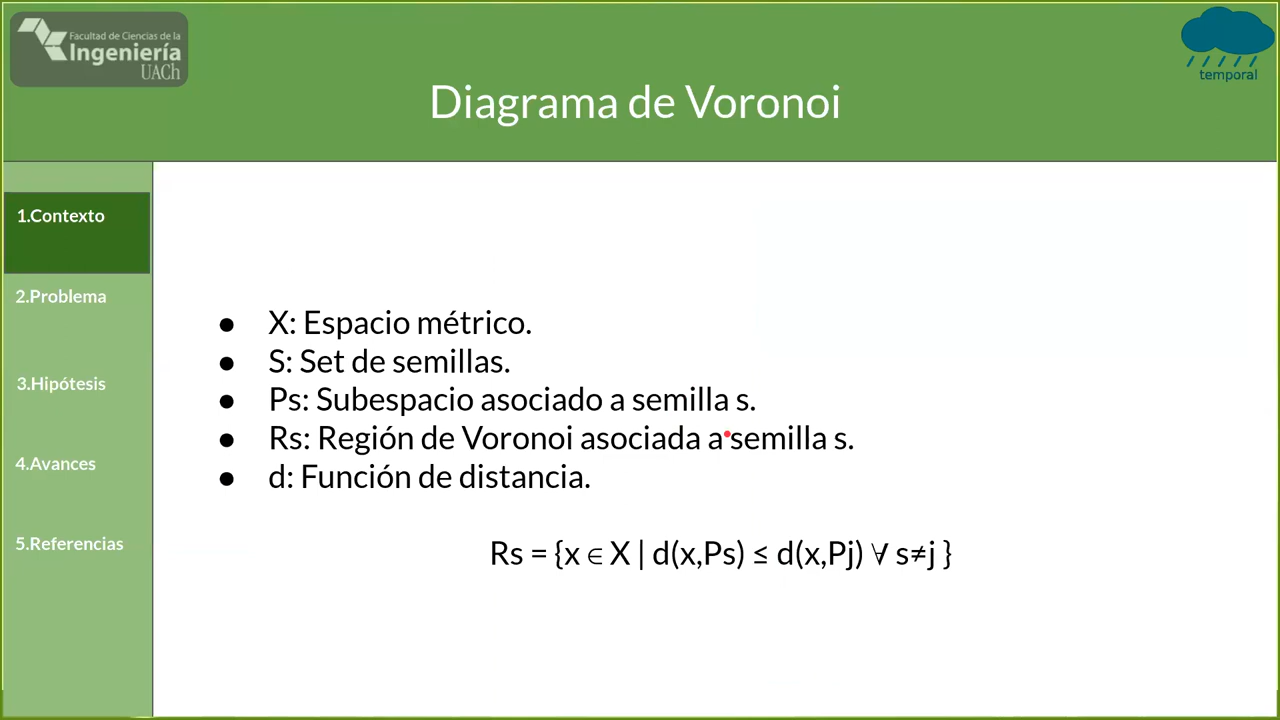 Facultad de Ciencias de la
Ingeniería
UACh
temporal
Diagrama de Voronoi
1.Contexto
2.Problema
3.Hipótesis
4.Avances
5.Referencias
● X: Espacio métrico.
● S: Set de semillas.
● Ps: Subespacio asociado a semilla s.
● Rs: Región de Voronoi asociada a semilla s.
● d: Función de distancia.
Rs = {x ∈ X | d(x,Ps) ≤ d(x,Pj) ∀ s≠j }